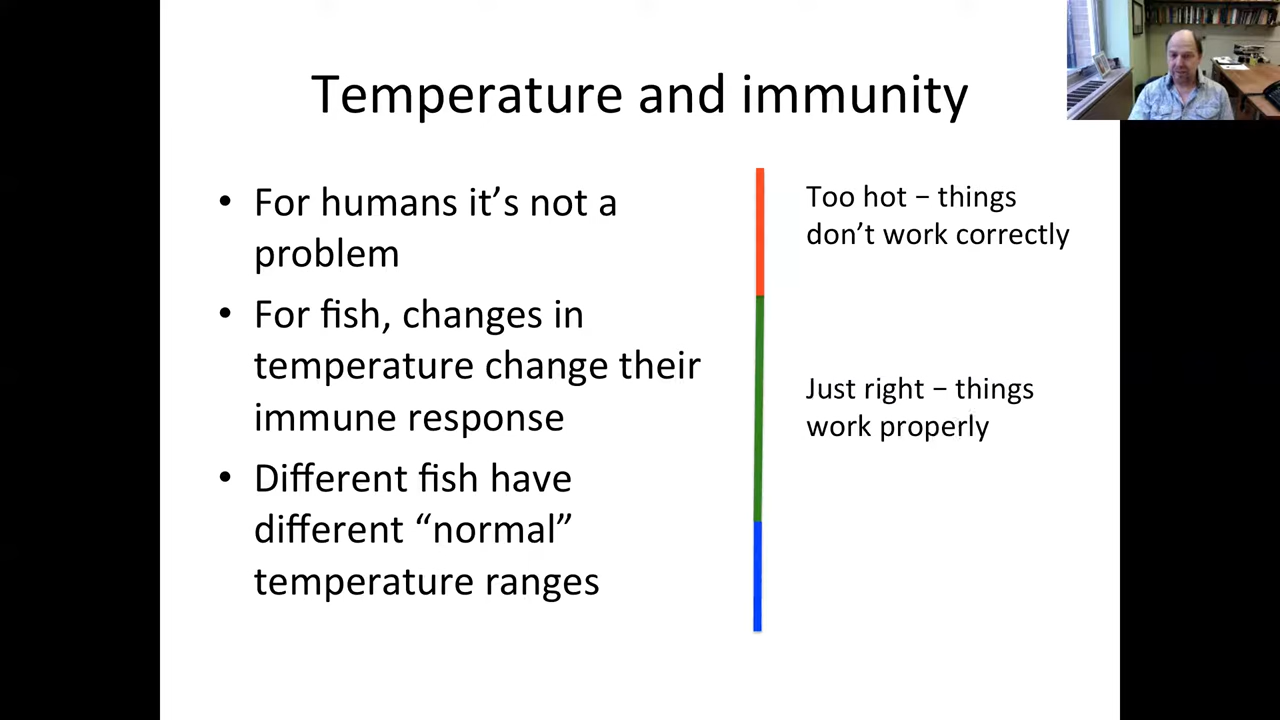 Temperature and immunity
• For humans it’s not a
problem
• For fish, changes in
temperature change their
immune response
• Different fish have
different “normal”
temperature ranges
Too hot – things
don’t work correctly
Just right – things
work properly